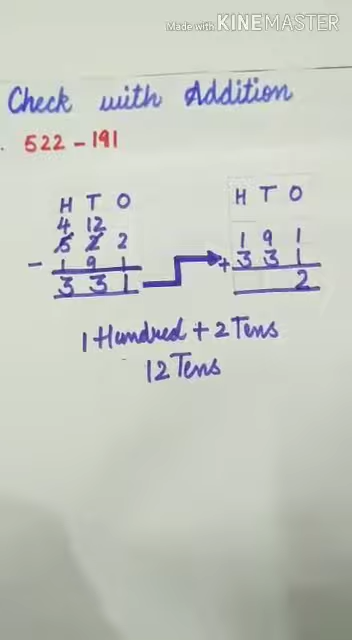 Made with KINEMASTER
Check with Addition
. 522 - 191
H T O
4 12
5 2 2
- 1 9 1
3 3 1
H T O
1 9 1
+ 3 3 1
2
1 Hundred + 2 Tens
12 Tens